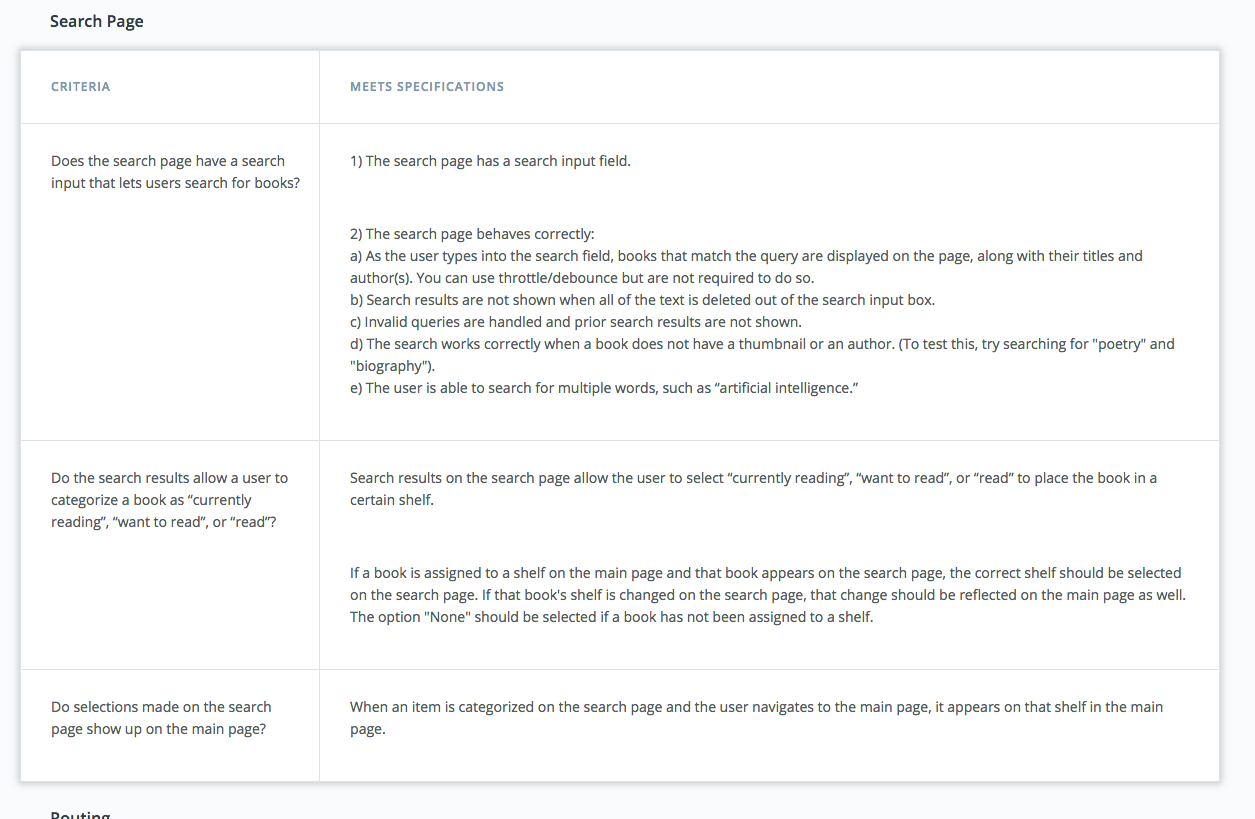 Search Page
CRITERIA
MEETS SPECIFICATIONS
Does the search page have a search
input that lets users search for books?
1) The search page has a search input field.
2) The search page behaves correctly:
a) As the user types into the search field, books that match the query are displayed on the page, along with their titles and
author(s). You can use throttle/debounce but are not required to do so.
b) Search results are not shown when all of the text is deleted out of the search input box.
c) Invalid queries are handled and prior search results are not shown.
d) The search works correctly when a book does not have a thumbnail or an author. (To test this, try searching for "poetry" and
"biography").
e) The user is able to search for multiple words, such as “artificial intelligence.”
Do the search results allow a user to
categorize a book as “currently
reading”, “want to read”, or “read”?
Search results on the search page allow the user to select “currently reading”, “want to read”, or “read” to place the book in a
certain shelf.
If a book is assigned to a shelf on the main page and that book appears on the search page, the correct shelf should be selected
on the search page. If that book's shelf is changed on the search page, that change should be reflected on the main page as well.
The option "None" should be selected if a book has not been assigned to a shelf.
Do selections made on the search
page show up on the main page?
When an item is categorized on the search page and the user navigates to the main page, it appears on that shelf in the main
page.
Routing